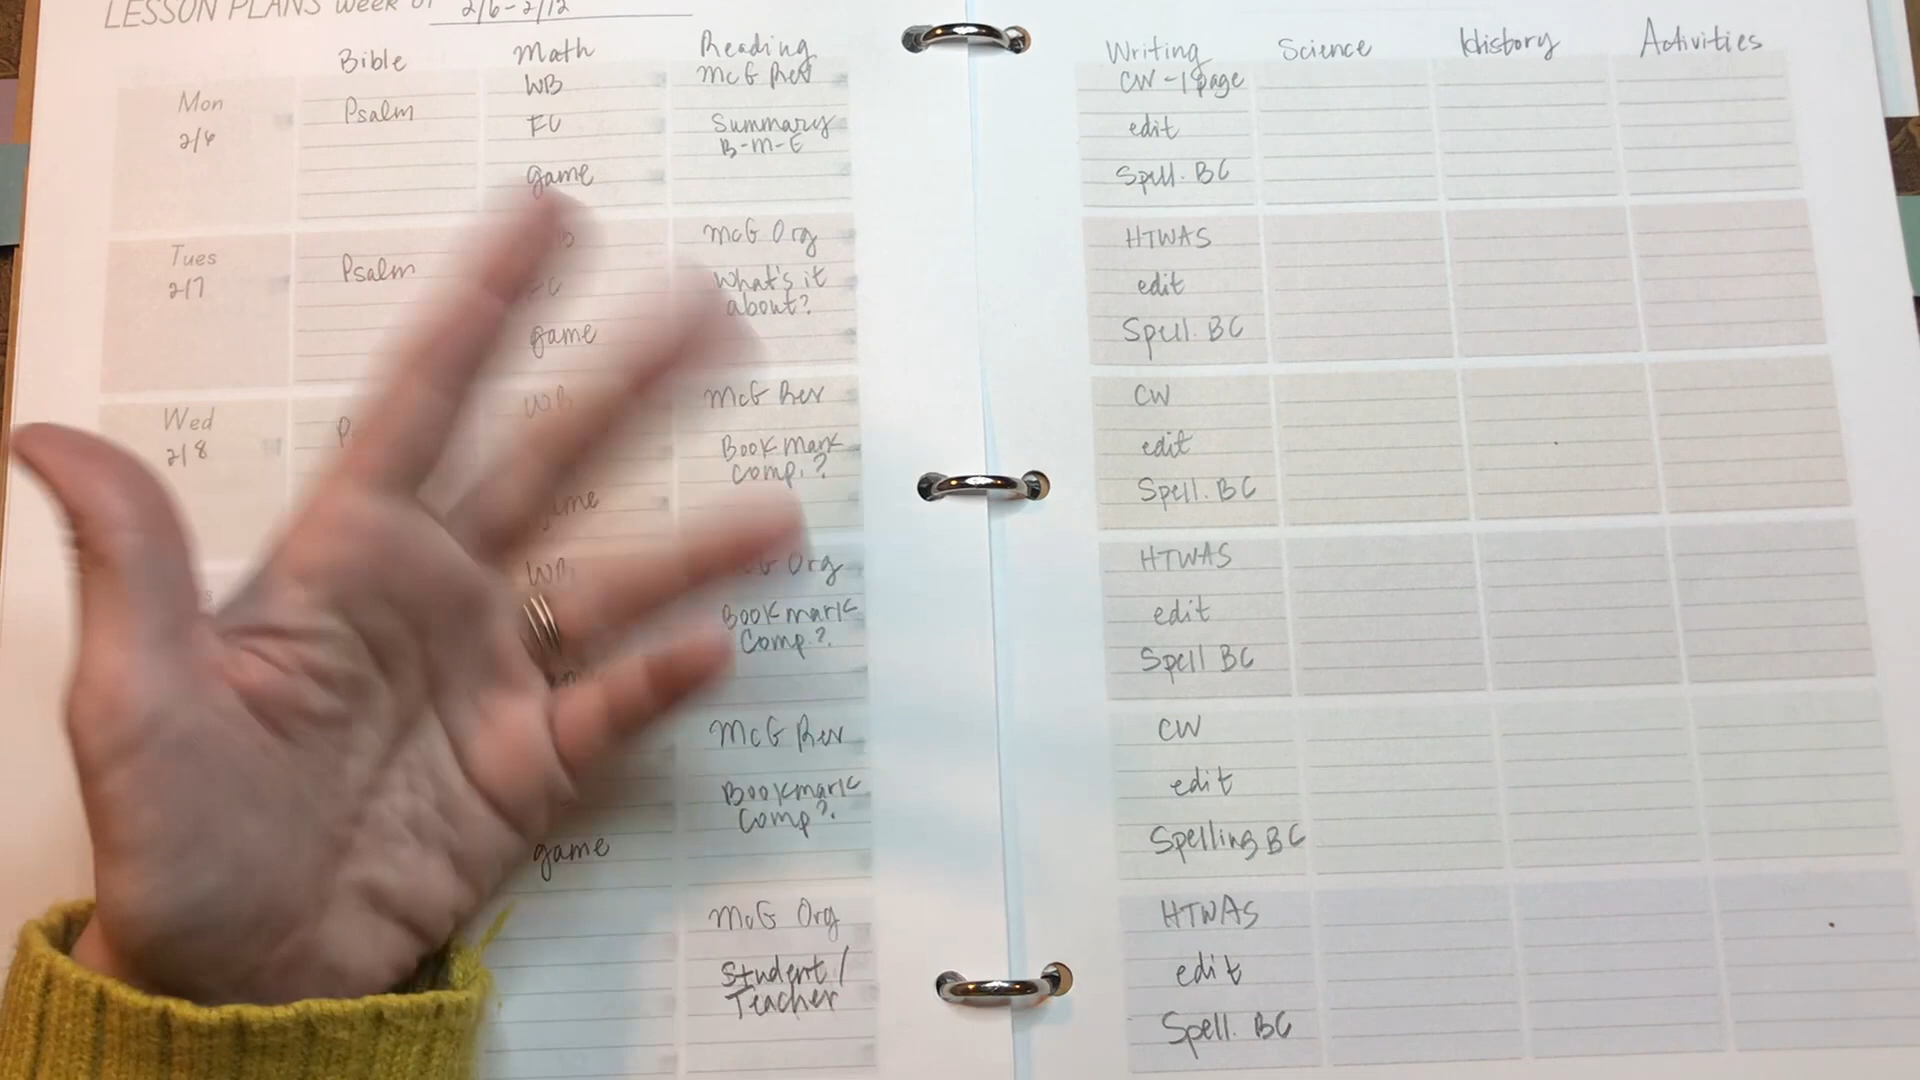 LESSON PLANS Week of 2/6-2/12
Bible Math Reading Writing Science History Activities
Mon
2/6
Psalm
WB
FC
game
McG Rev
Summary
B-M-E
CW - 1 page
edit
Spell. BC
Tues
2/7
Psalm
game
McG Org
What's it
about?
HTWAS
edit
Spell. BC
Wed
2/8
WB
McG Rev
Bookmark
Comp. ?
CW
edit
Spell. BC
WB
Org
Bookmark
Comp. ?
HTWAS
edit
Spell BC
game
McG Rev
Bookmark
Comp ?.
CW
edit
Spelling BC
McG Org
Student/
Teacher
HTWAS
edit
Spell. BC